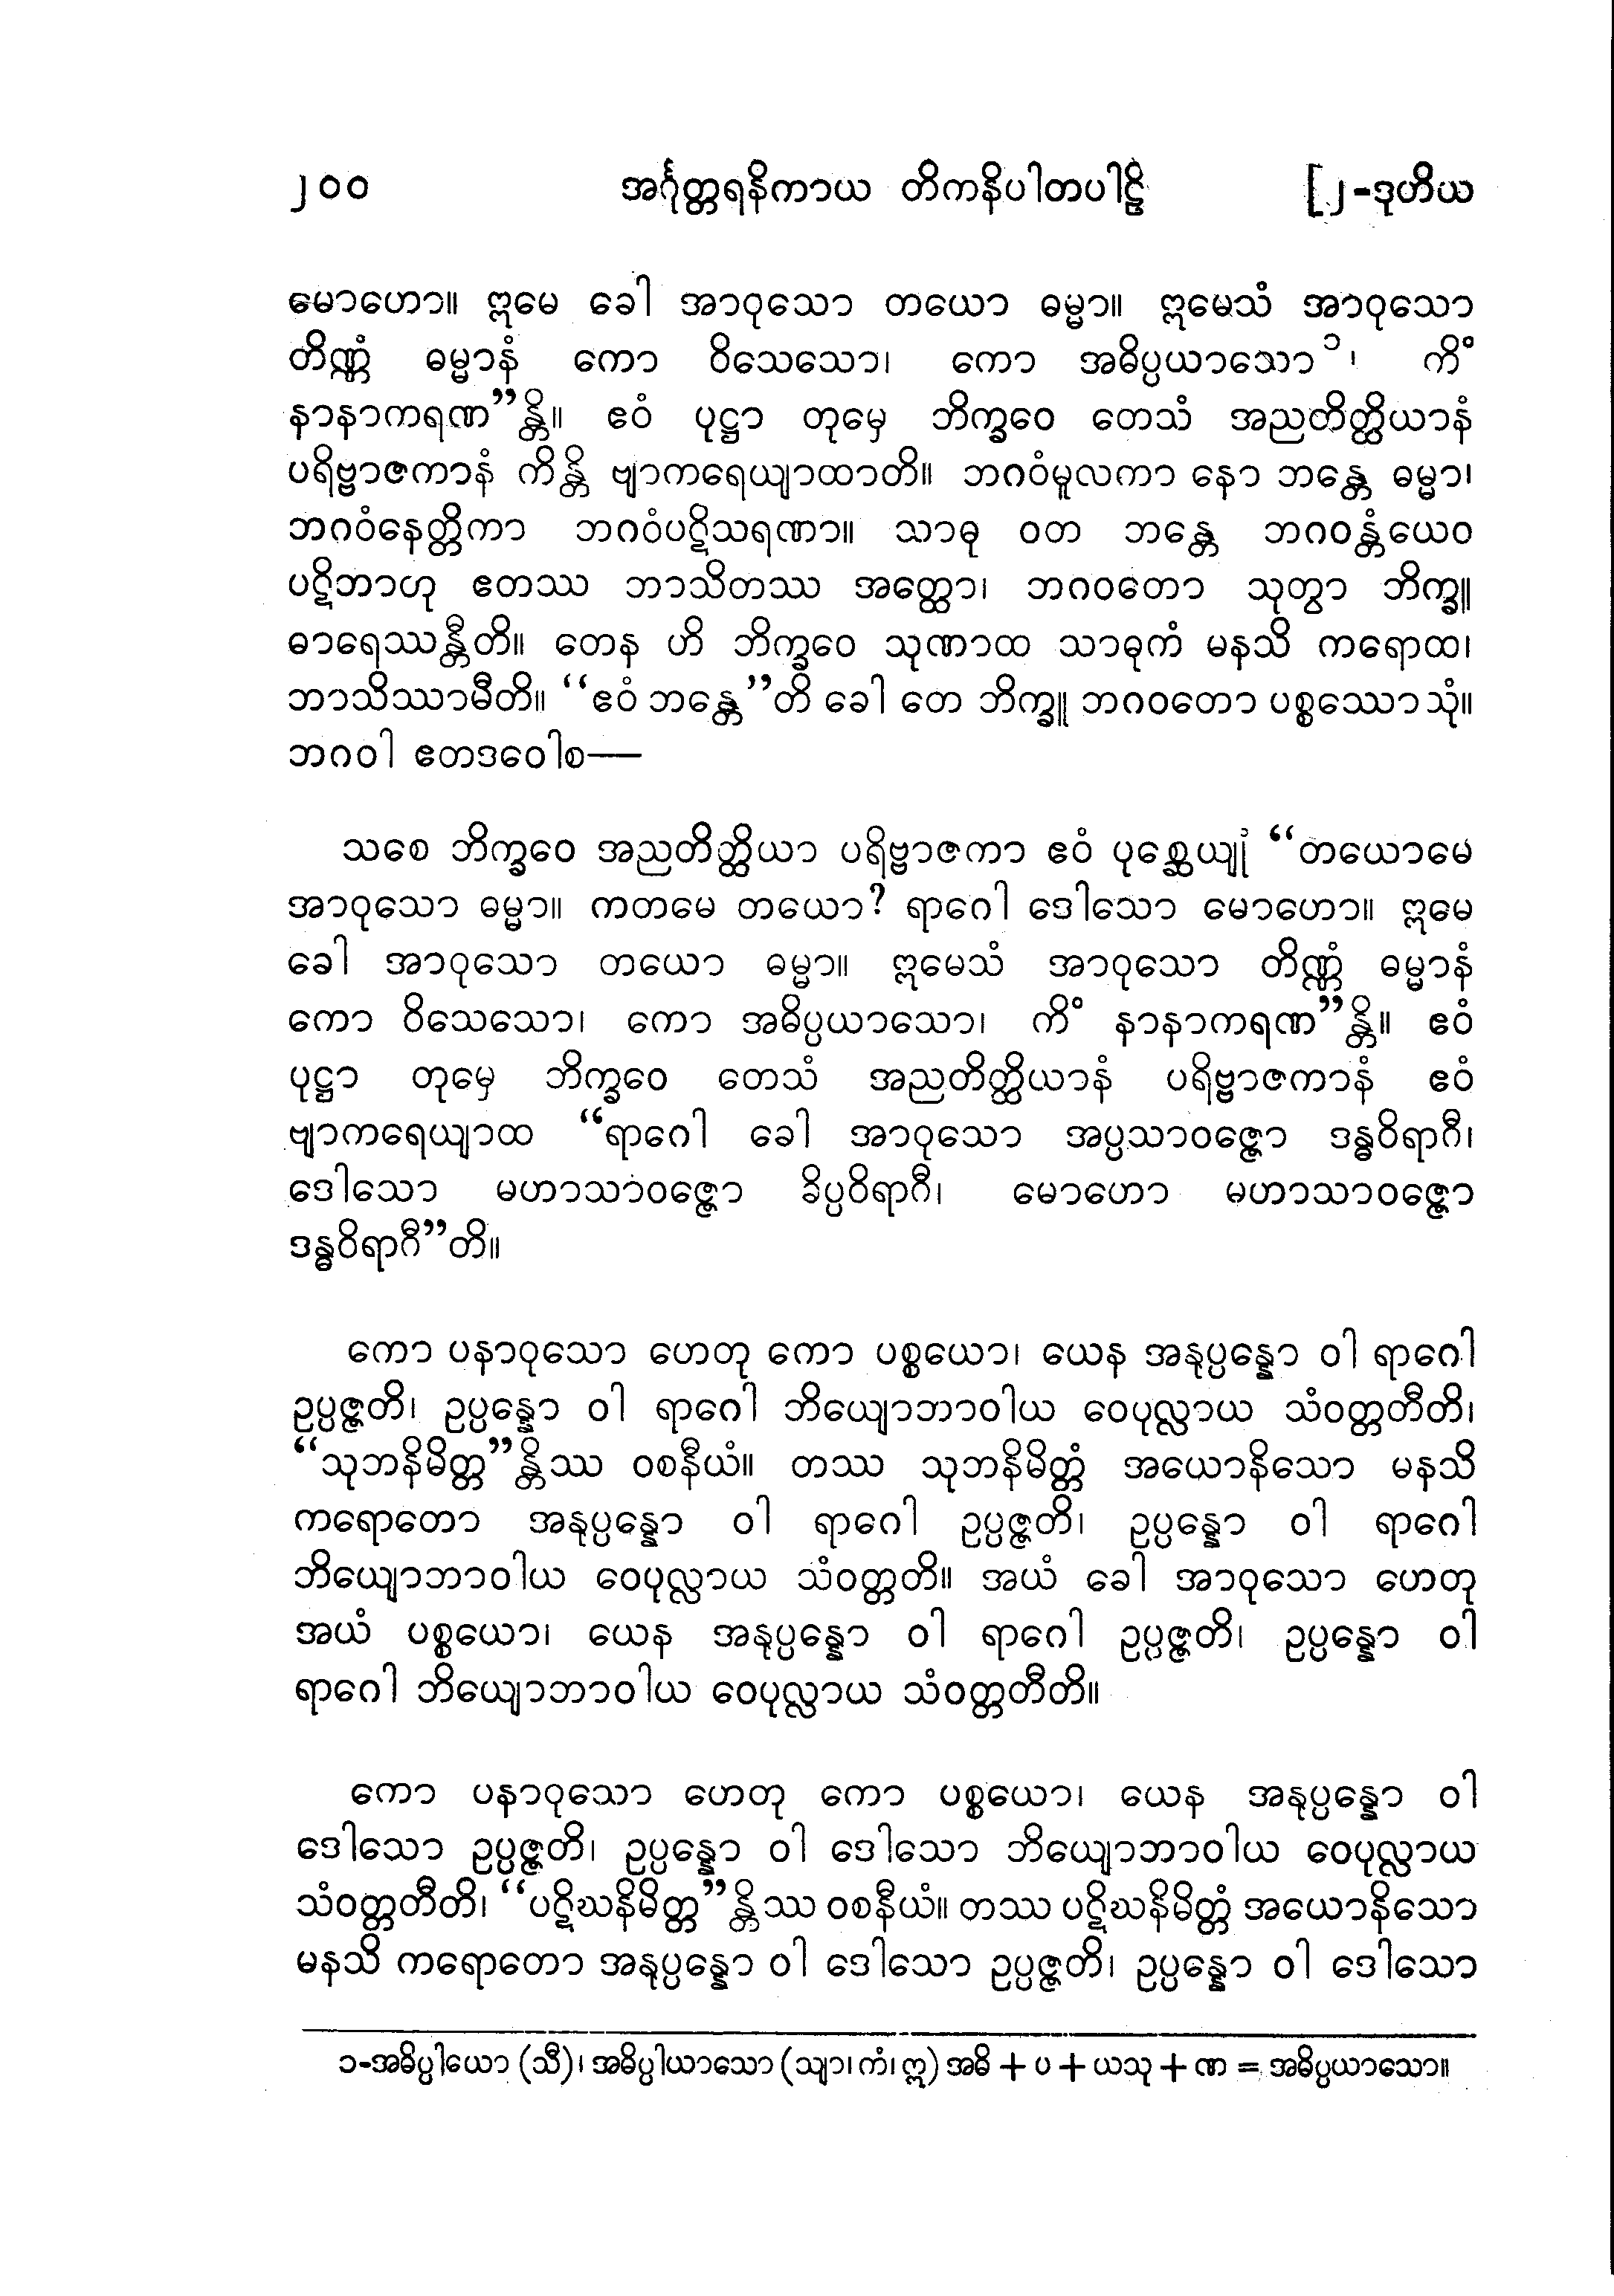 ၂၀၀ အင်္ဂုတ္တရနိကာယ တိကနိပါတပါဠိ [၂-ဒုတိယ
မောဟော။ ဣမေ ခေါ အာဝုသော တယော ဓမ္မာ။ ဣမေသံ အာဝုသော
တိဏ္ဏံ ဓမ္မာနံ ကော ဝိသေသော၊ ကော အဓိပ္ပယာသော ၁၊ ကိံ
နာနာကရဏ”န္တိ။ ဧဝံ ပုဋ္ဌာ တုမှေ ဘိက္ခဝေ တေသံ အညတိတ္ထိယာနံ
ပရိဗ္ဗာဇကာနံ ကိန္တိ ဗျာကရေယျာထာတိ။ ဘဂဝံမူလကာ နော ဘန္တေ ဓမ္မာ၊
ဘဂဝံနေတ္တိကာ ဘဂဝံပဋိသရဏာ။ သာဓု ဝတ ဘန္တေ ဘဂဝန္တံယေဝ
ပဋိဘာဟု ဧတဿ ဘာသိတဿ အတ္ထော၊ ဘဂဝတော သုတွာ ဘိက္ခူ
ဓာရေဿန္တီတိ။ တေန ဟိ ဘိက္ခဝေ သုဏာထ သာဓုကံ မနသိ ကရောထ၊
ဘာသိဿာမီတိ။ “ဧဝံ ဘန္တေ”တိ ခေါ တေ ဘိက္ခူ ဘဂဝတော ပစ္စဿောသုံ။
ဘဂဝါ ဧတဒဝေါစ—
သစေ ဘိက္ခဝေ အညတိတ္ထိယာ ပရိဗ္ဗာဇကာ ဧဝံ ပုစ္ဆေယျုံ “တယောမေ
အာဝုသော ဓမ္မာ။ ကတမေ တယော? ရာဂေါ ဒေါသော မောဟော။ ဣမေ
ခေါ အာဝုသော တယော ဓမ္မာ။ ဣမေသံ အာဝုသော တိဏ္ဏံ ဓမ္မာနံ
ကော ဝိသေသော၊ ကော အဓိပ္ပယာသော၊ ကိံ နာနာကရဏ”န္တိ။ ဧဝံ
ပုဋ္ဌာ တုမှေ ဘိက္ခဝေ တေသံ အညတိတ္ထိယာနံ ပရိဗ္ဗာဇကာနံ ဧဝံ
ဗျာကရေယျာထ “ရာဂေါ ခေါ အာဝုသော အပ္ပသာဝဇ္ဇော ဒန္ဓဝိရာဂီ၊
ဒေါသော မဟာသာဝဇ္ဇော ခိပ္ပဝိရာဂီ၊ မောဟော မဟာသာဝဇ္ဇော
ဒန္ဓဝိရာဂီ”တိ။
ကော ပနာဝုသော ဟေတု ကော ပစ္စယော၊ ယေန အနုပ္ပန္နော ဝါ ရာဂေါ
ဥပ္ပဇ္ဇတိ၊ ဥပ္ပန္နော ဝါ ရာဂေါ ဘိယျောဘာဝါယ ဝေပုလ္လာယ သံဝတ္တတီတိ၊
“သုဘနိမိတ္တ”န္တိဿ ဝစနီယံ။ တဿ သုဘနိမိတ္တံ အယောနိသော မနသိ
ကရောတော အနုပ္ပန္နော ဝါ ရာဂေါ ဥပ္ပဇ္ဇတိ၊ ဥပ္ပန္နော ဝါ ရာဂေါ
ဘိယျောဘာဝါယ ဝေပုလ္လာယ သံဝတ္တတိ။ အယံ ခေါ အာဝုသော ဟေတု
အယံ ပစ္စယော၊ ယေန အနုပ္ပန္နော ဝါ ရာဂေါ ဥပ္ပဇ္ဇတိ၊ ဥပ္ပန္နော ဝါ
ရာဂေါ ဘိယျောဘာဝါယ ဝေပုလ္လာယ သံဝတ္တတီတိ။
ကော ပနာဝုသော ဟေတု ကော ပစ္စယော၊ ယေန အနုပ္ပန္နော ဝါ
ဒေါသော ဥပ္ပဇ္ဇတိ၊ ဥပ္ပန္နော ဝါ ဒေါသော ဘိယျောဘာဝါယ ဝေပုလ္လာယ
သံဝတ္တတီတိ၊ “ပဋိဃနိမိတ္တ”န္တိဿ ဝစနီယံ။ တဿ ပဋိဃနိမိတ္တံ အယောနိသော
မနသိ ကရောတော အနုပ္ပန္နော ဝါ ဒေါသော ဥပ္ပဇ္ဇတိ၊ ဥပ္ပန္နော ဝါ ဒေါသော
၁-အဓိပ္ပါယော (သီ)၊ အဓိပ္ပါယာသော (သျာ၊ ကံ၊ ဣ) အဓိ + ပ + ယသု + ဏ = အဓိပ္ပယာသော။